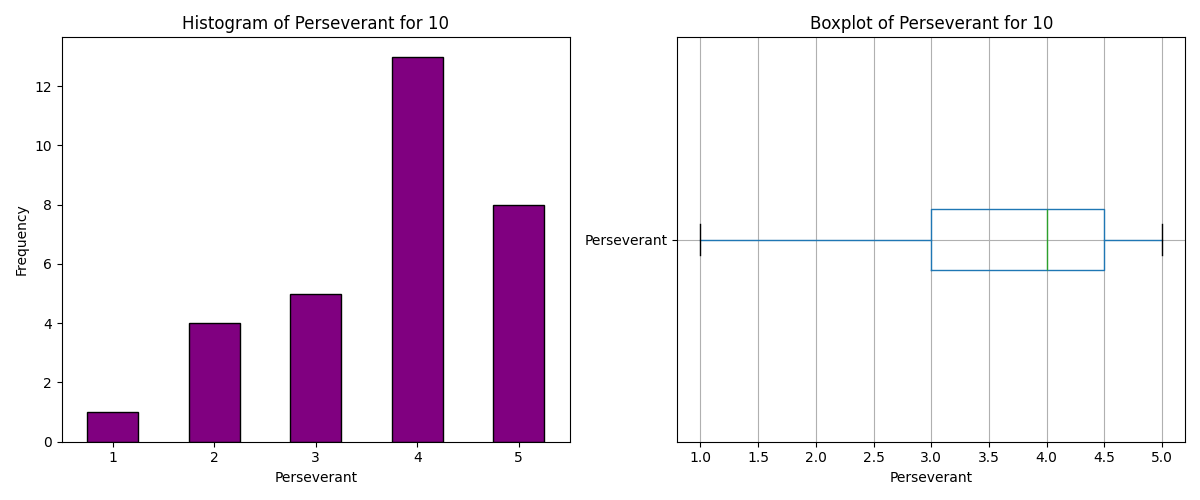 Histogram of Perseverant for 10
Frequency
12
10
8
6
4
2
0
1 2 3 4 5
Perseverant
Boxplot of Perseverant for 10
Perseverant
1.0 1.5 2.0 2.5 3.0 3.5 4.0 4.5 5.0
Perseverant